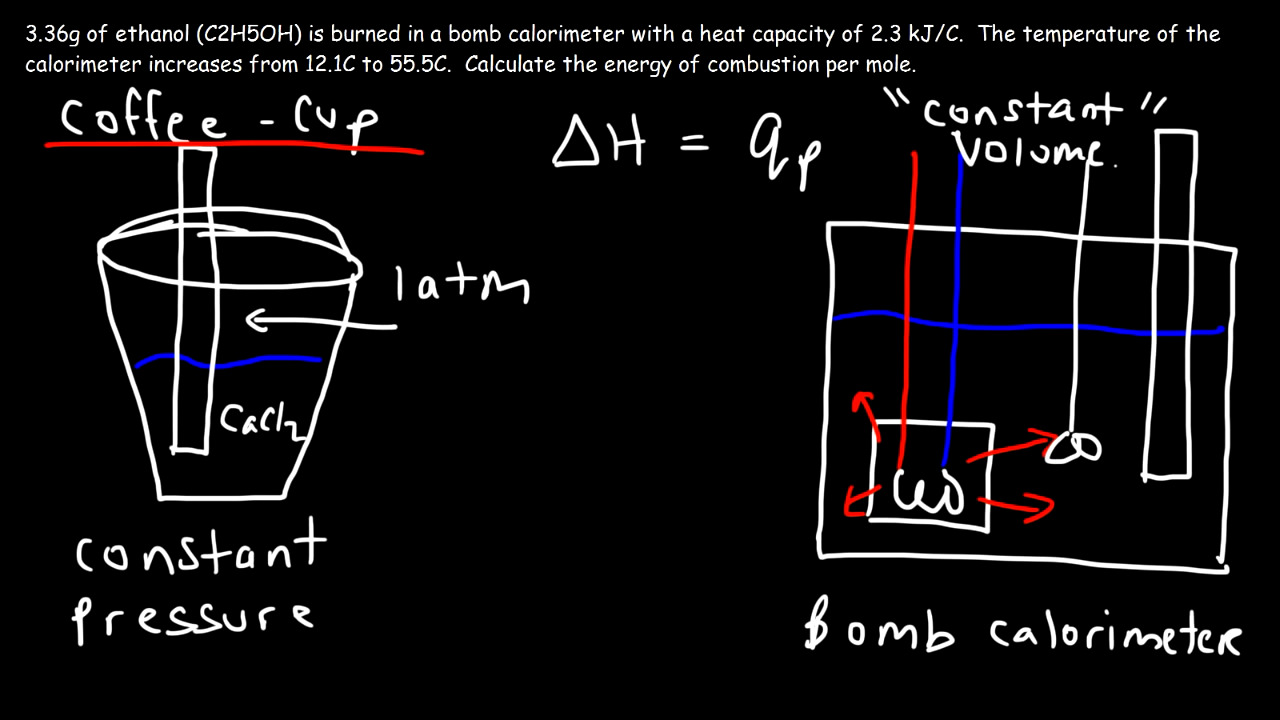 3.36g of ethanol (C2H5OH) is burned in a bomb calorimeter with a heat capacity of 2.3 kJ/C. The temperature of the
calorimeter increases from 12.1C to 55.5C. Calculate the energy of combustion per mole.
Coffee - Cup
ΔH = qp
"constant"
Volume.
1atm
CaCl2
constant
pressure
Bomb calorimeter